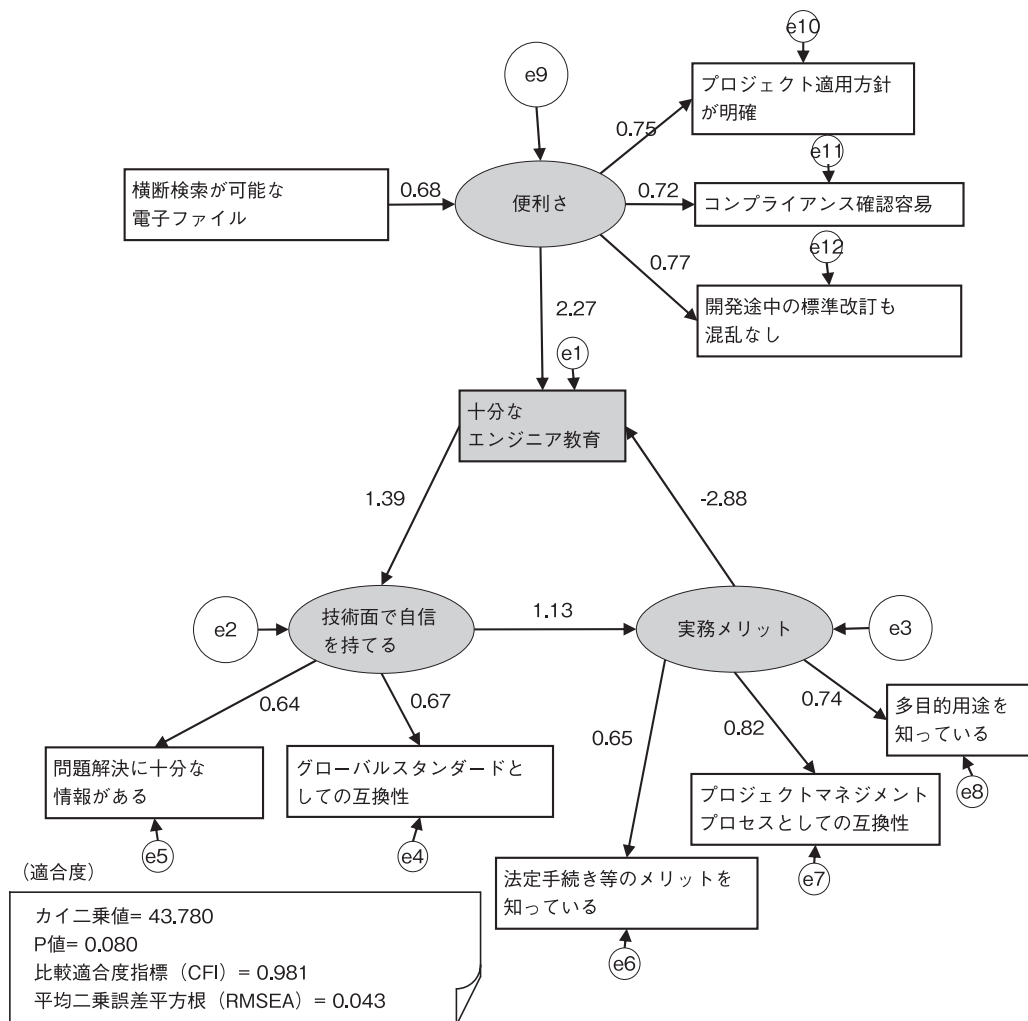 e10
プロジェクト適用方針
が明確
e9
0.75
e11
横断検索が可能な
電子ファイル
0.68
便利さ
0.72
コンプライアンス確認容易
e12
0.77
開発途中の標準改訂も
混乱なし
2.27
e1
十分な
エンジニア教育
1.39
-2.88
e2
技術面で自信
を持てる
1.13
実務メリット
e3
0.64
0.67
0.65
0.82
0.74
多目的用途を
知っている
e8
問題解決に十分な
情報がある
e5
グローバルスタンダードと
しての互換性
e4
プロジェクトマネジメント
プロセスとしての互換性
e7
法定手続き等のメリットを
知っている
e6
（適合度）
カイ二乗値= 43.780
P値= 0.080
比較適合度指標（CFI）= 0.981
平均二乗誤差平方根（RMSEA）= 0.043